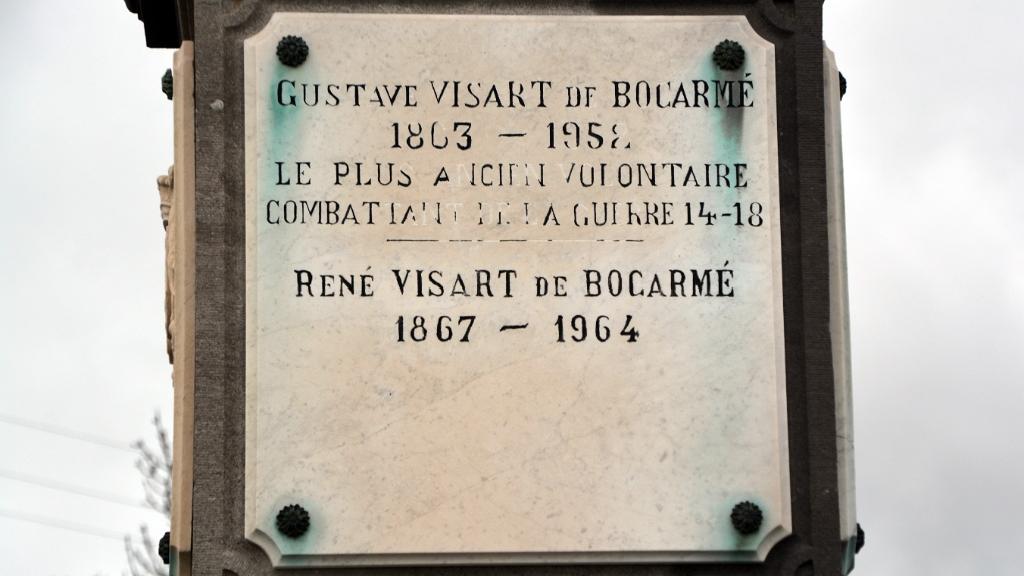 GUSTAVE VISART DE BOCARMÉ
1863 — 1958
LE PLUS ANCIEN VOLONTAIRE
COMBATTANT DE LA GUERRE 14-18
RENÉ VISART DE BOCARMÉ
1867 — 1964